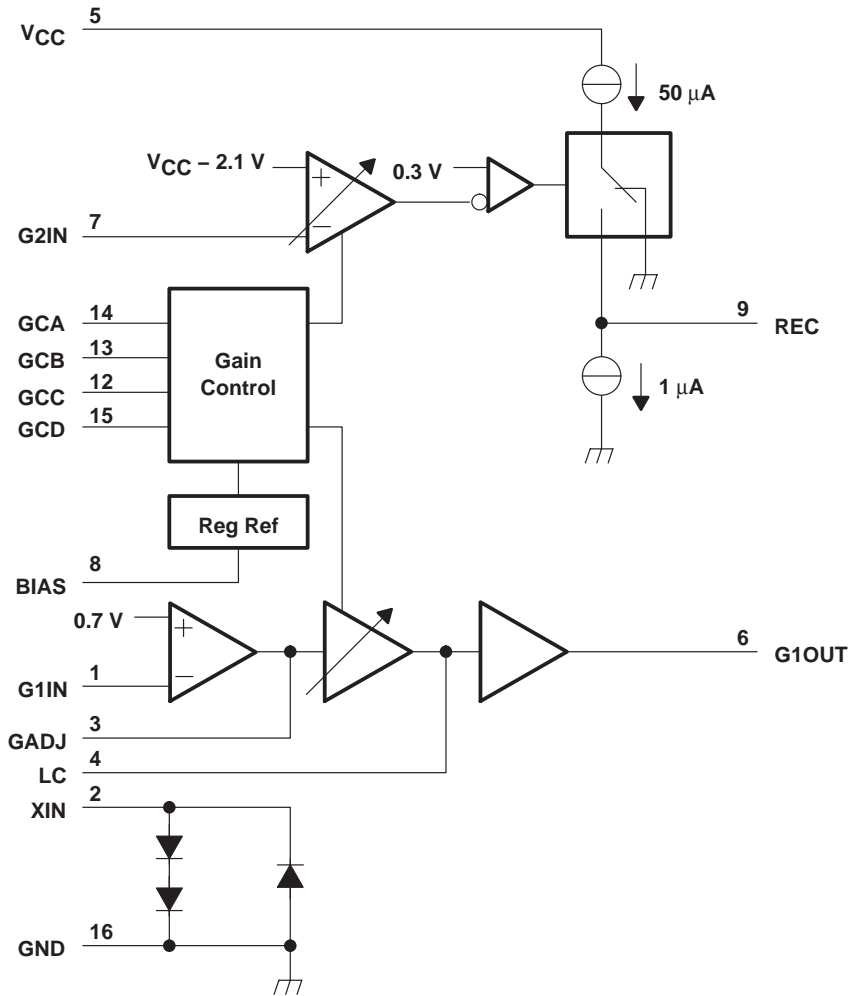 5
VCC
50 μA
VCC – 2.1 V
0.3 V
+
–
7
G2IN
14
GCA
13
GCB
12
GCC
15
GCD
Gain
Control
9
REC
1 μA
Reg Ref
8
BIAS
0.7 V
+
–
1
G1IN
6
G1OUT
3
GADJ
4
LC
2
XIN
16
GND